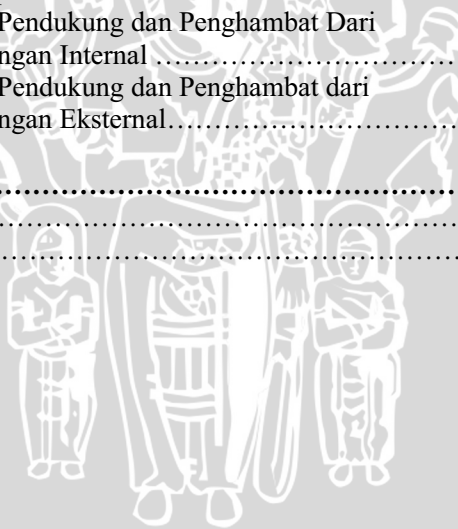 Pendukung dan Penghambat Dari
ngan Internal ……………………………
Pendukung dan Penghambat dari
ngan Eksternal…………………………
……………………………………………
……………………………………………
……………………………………………